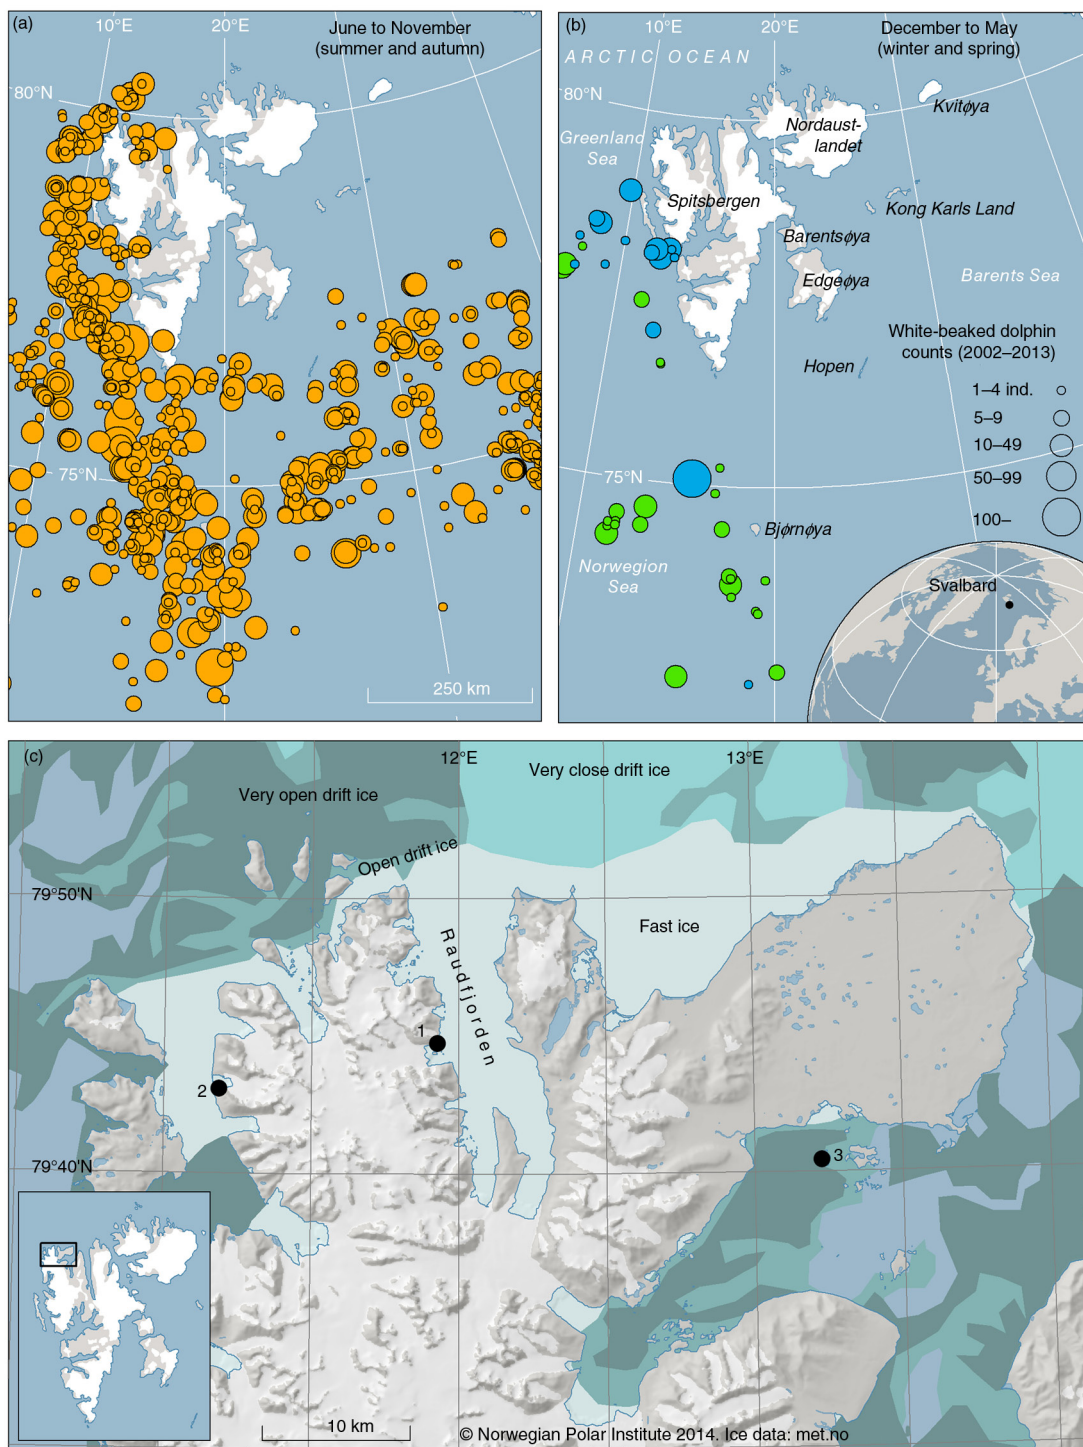 (a)
10°E
20°E
June to November
(summer and autumn)
80°N
75°N
250 km
(b)
10°E
20°E
December to May
(winter and spring)
ARCTIC OCEAN
80°N
Kvitøya
Nordaust-
landet
Greenland
Sea
Spitsbergen
Kong Karls Land
Barentsøya
Edgeøya
Barents Sea
White-beaked dolphin
counts (2002–2013)
Hopen
1–4 ind.
5–9
10–49
50–99
100–
75°N
Bjørnøya
Norwegian
Sea
Svalbard
(c)
12°E
13°E
Very close drift ice
Very open drift ice
Open drift ice
79°50'N
Fast ice
Raudfjorden
1
2
3
79°40'N
10 km
© Norwegian Polar Institute 2014. Ice data: met.no